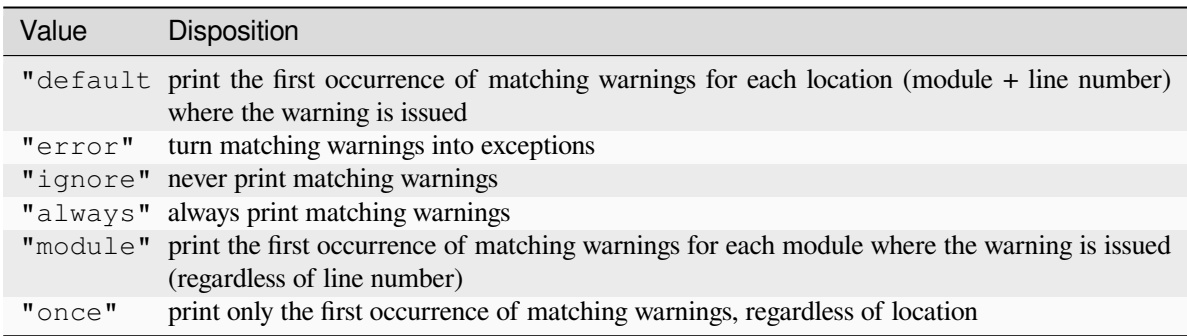 Value Disposition
"default print the first occurrence of matching warnings for each location (module + line number)
where the warning is issued
"error" turn matching warnings into exceptions
"ignore" never print matching warnings
"always" always print matching warnings
"module" print the first occurrence of matching warnings for each module where the warning is issued
(regardless of line number)
"once" print only the first occurrence of matching warnings, regardless of location